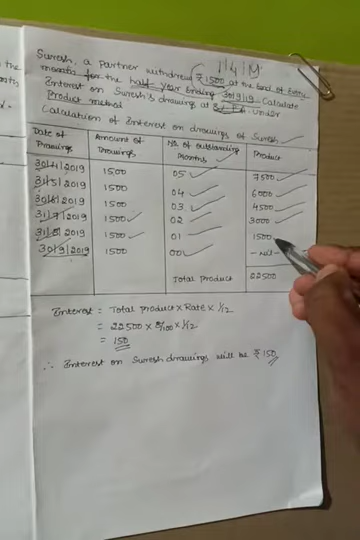 1|4|19
Suresh, a partner withdrew ₹1500 at the End of Every
month for the half year Ending 30|9|19 Calculate
Interest on Suresh's drawing at P.A. under
Product method
Calculation of Interest on drawings of Suresh
Date of Drawings Amount of Drawings No. of outstanding months Product
30|4|2019 1500 05 7500
31|5|2019 1500 04 6000
30|6|2019 1500 03 4500
31|7|2019 1500 02 3000
31|8|2019 1500 01 1500
30|9|2019 1500 00 -Nil-
Total Product 22500
Interest = Total product x Rate x 1/12
= 22500 x 8/100 x 1/12
= 150
∴ Interest on Suresh drawings will be ₹ 150